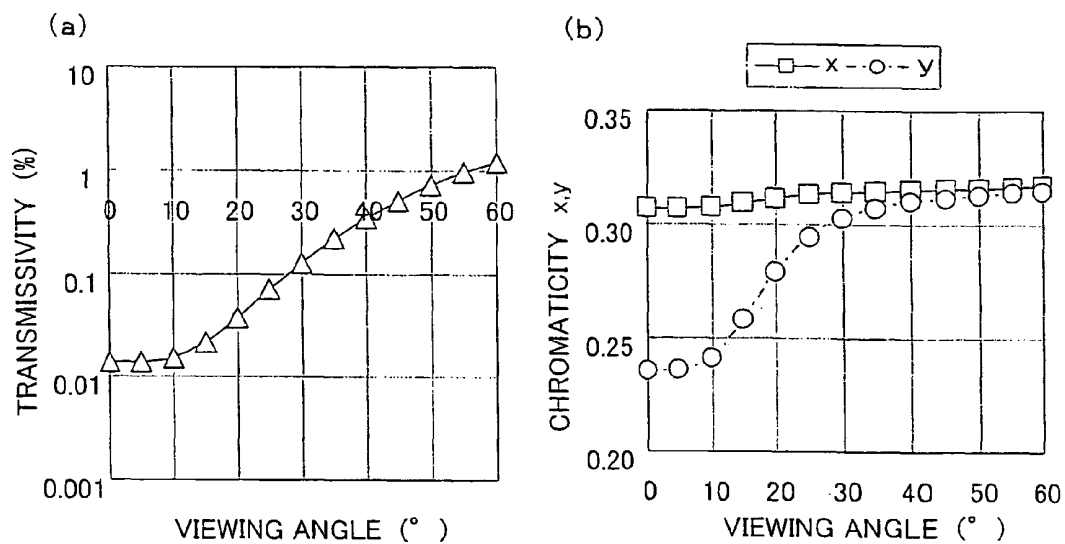 (a)
10
1
0.1
0.01
0.001
0 10 20 30 40 50 60
TRANSMISSIVITY (%)
VIEWING ANGLE (°)
(b)
x y
0.35
0.30
0.25
0.20
0 10 20 30 40 50 60
CHROMATICITY x,y
VIEWING ANGLE (°)